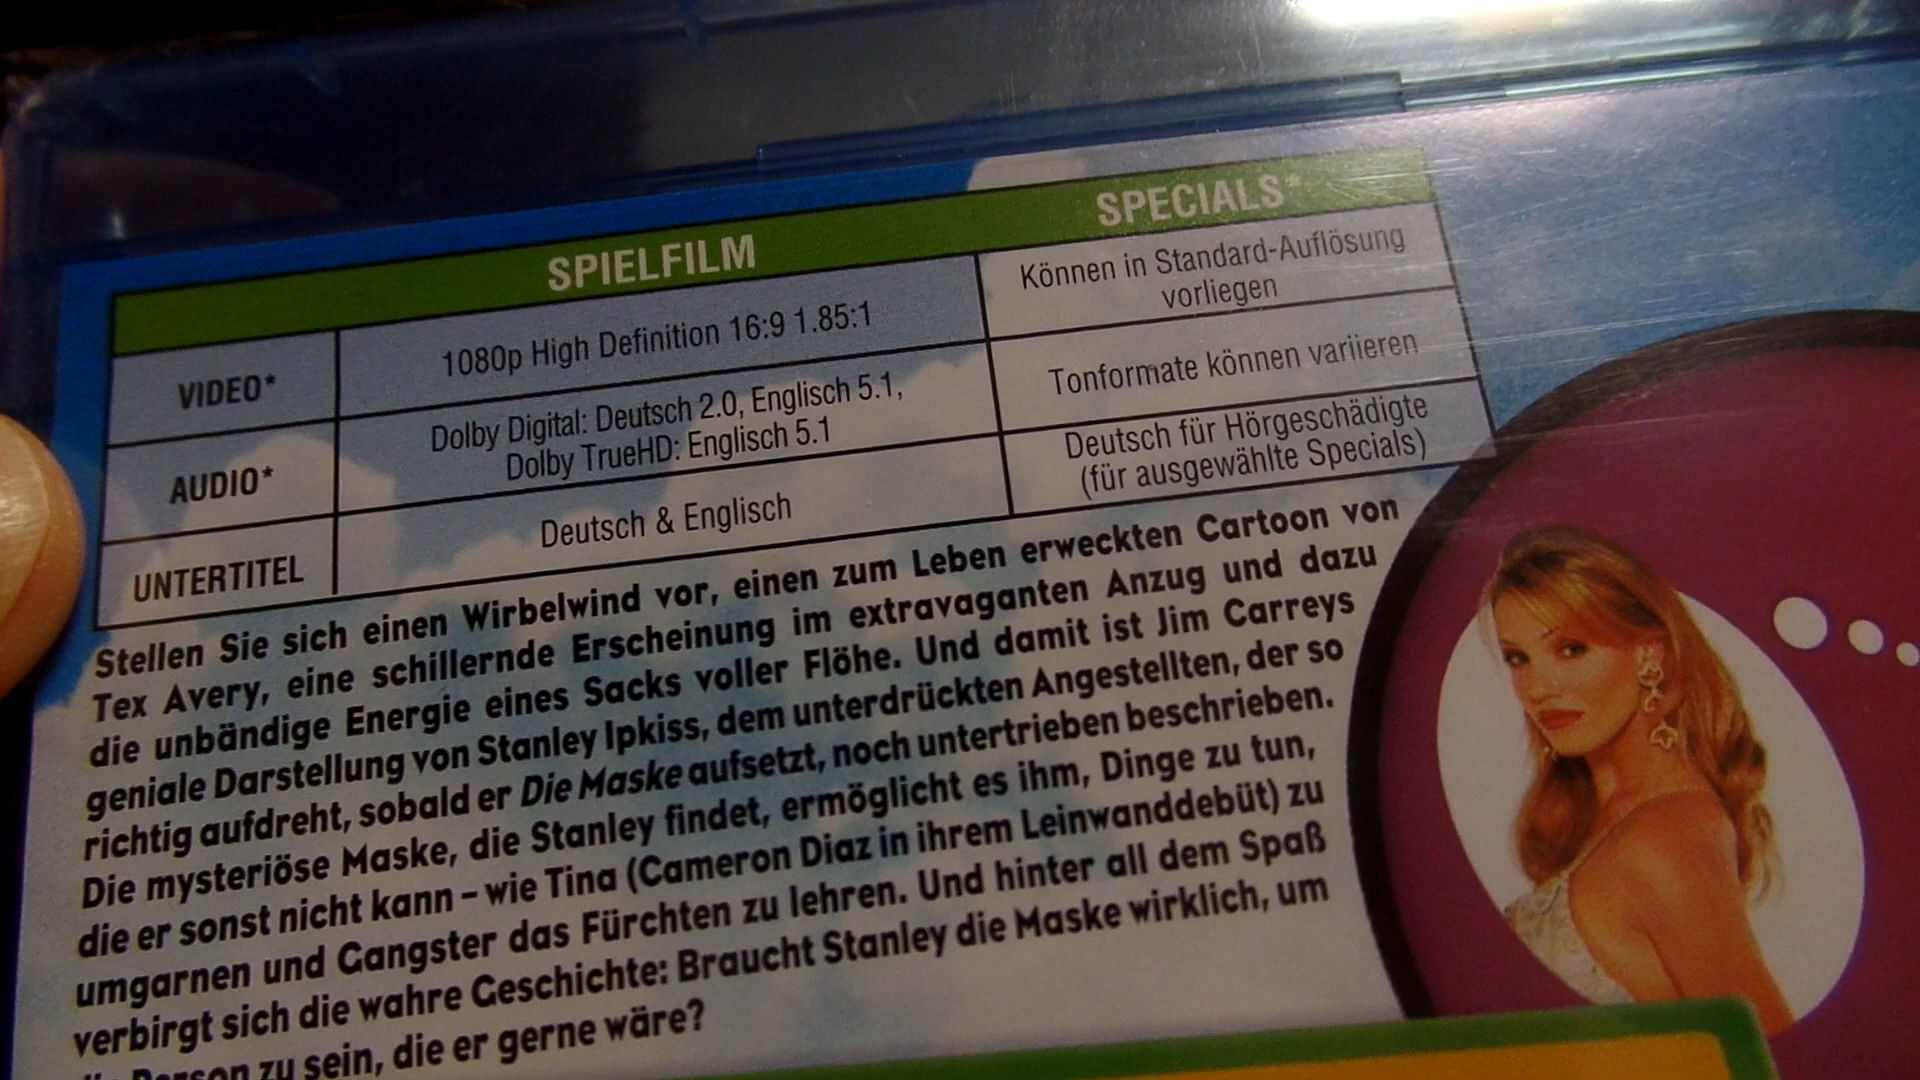 SPIELFILM SPECIALS*
VIDEO* 1080p High Definition 16:9 1.85:1 Können in Standard-Auflösung
vorliegen
AUDIO* Dolby Digital: Deutsch 2.0, Englisch 5.1,
Dolby TrueHD: Englisch 5.1 Tonformate können variieren
UNTERTITEL Deutsch & Englisch Deutsch für Hörgeschädigte
(für ausgewählte Specials)
Stellen Sie sich einen Wirbelwind vor, einen zum Leben erweckten Cartoon von
Tex Avery, eine schillernde Erscheinung im extravaganten Anzug und dazu
die unbändige Energie eines Sacks voller Flöhe. Und damit ist Jim Carreys
geniale Darstellung von Stanley Ipkiss, dem unterdrückten Angestellten, der so
richtig aufdreht, sobald er Die Maske aufsetzt, noch untertrieben beschrieben.
Die mysteriöse Maske, die Stanley findet, ermöglicht es ihm, Dinge zu tun,
die er sonst nicht kann – wie Tina (Cameron Diaz in ihrem Leinwanddebüt) zu
umgarnen und Gangster das Fürchten zu lehren. Und hinter all dem Spaß
verbirgt sich die wahre Geschichte: Braucht Stanley die Maske wirklich, um
die Person zu sein, die er gerne wäre?